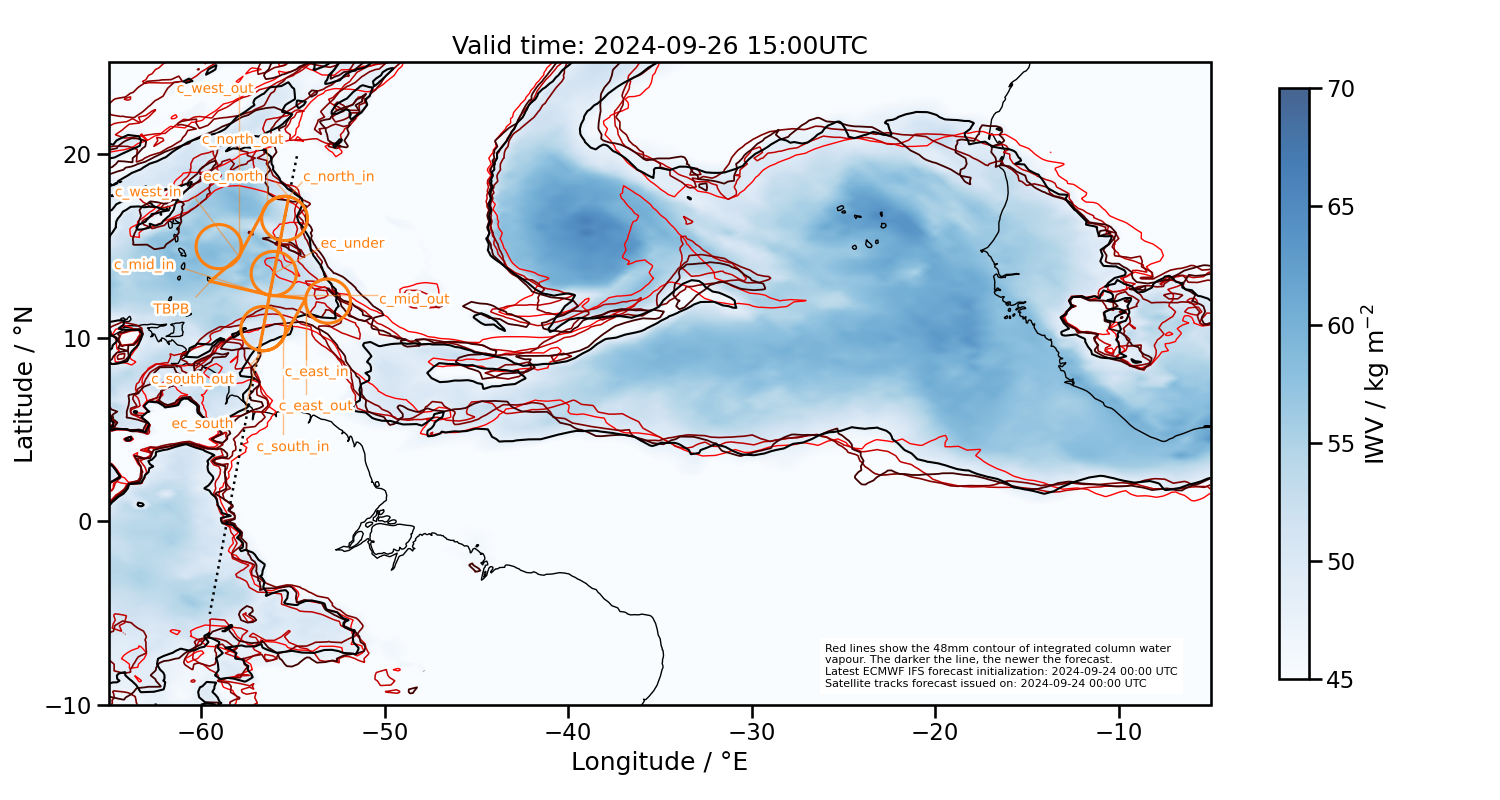 Valid time: 2024-09-26 15:00UTC
c_west_out
c_north_out
ec_north
c_north_in
c_west_in
ec_under
c_mid_in
c_mid_out
TBPB
c_east_in
c_south_out
c_east_out
ec_south
c_south_in
20
10
0
−10
Latitude / °N
−60
−50
−40
−30
−20
−10
Longitude / °E
70
65
60
55
50
45
IWV / kg m⁻²
Red lines show the 48mm contour of integrated column water
vapour. The darker the line, the newer the forecast.
Latest ECMWF IFS forecast initialization: 2024-09-24 00:00 UTC
Satellite tracks forecast issued on: 2024-09-24 00:00 UTC